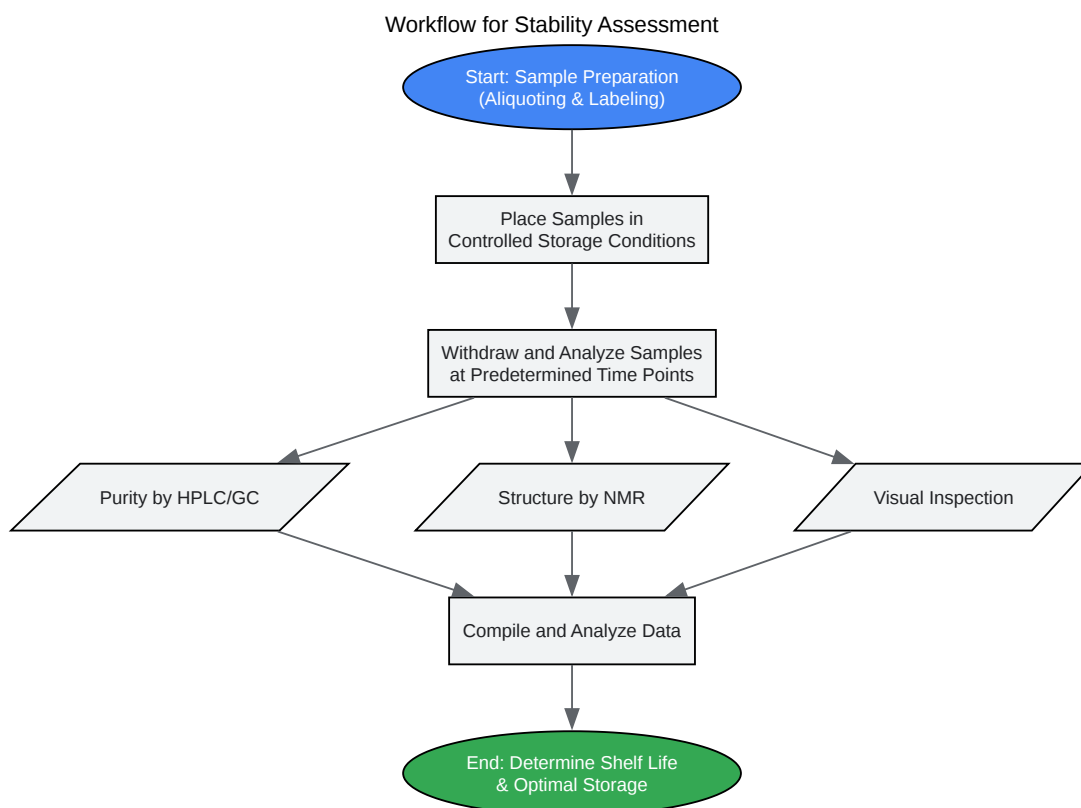 Workflow for Stability Assessment
Start: Sample Preparation
(Aliquoting & Labeling)
Place Samples in
Controlled Storage Conditions
Withdraw and Analyze Samples
at Predetermined Time Points
Purity by HPLC/GC
Structure by NMR
Visual Inspection
Compile and Analyze Data
End: Determine Shelf Life
& Optimal Storage